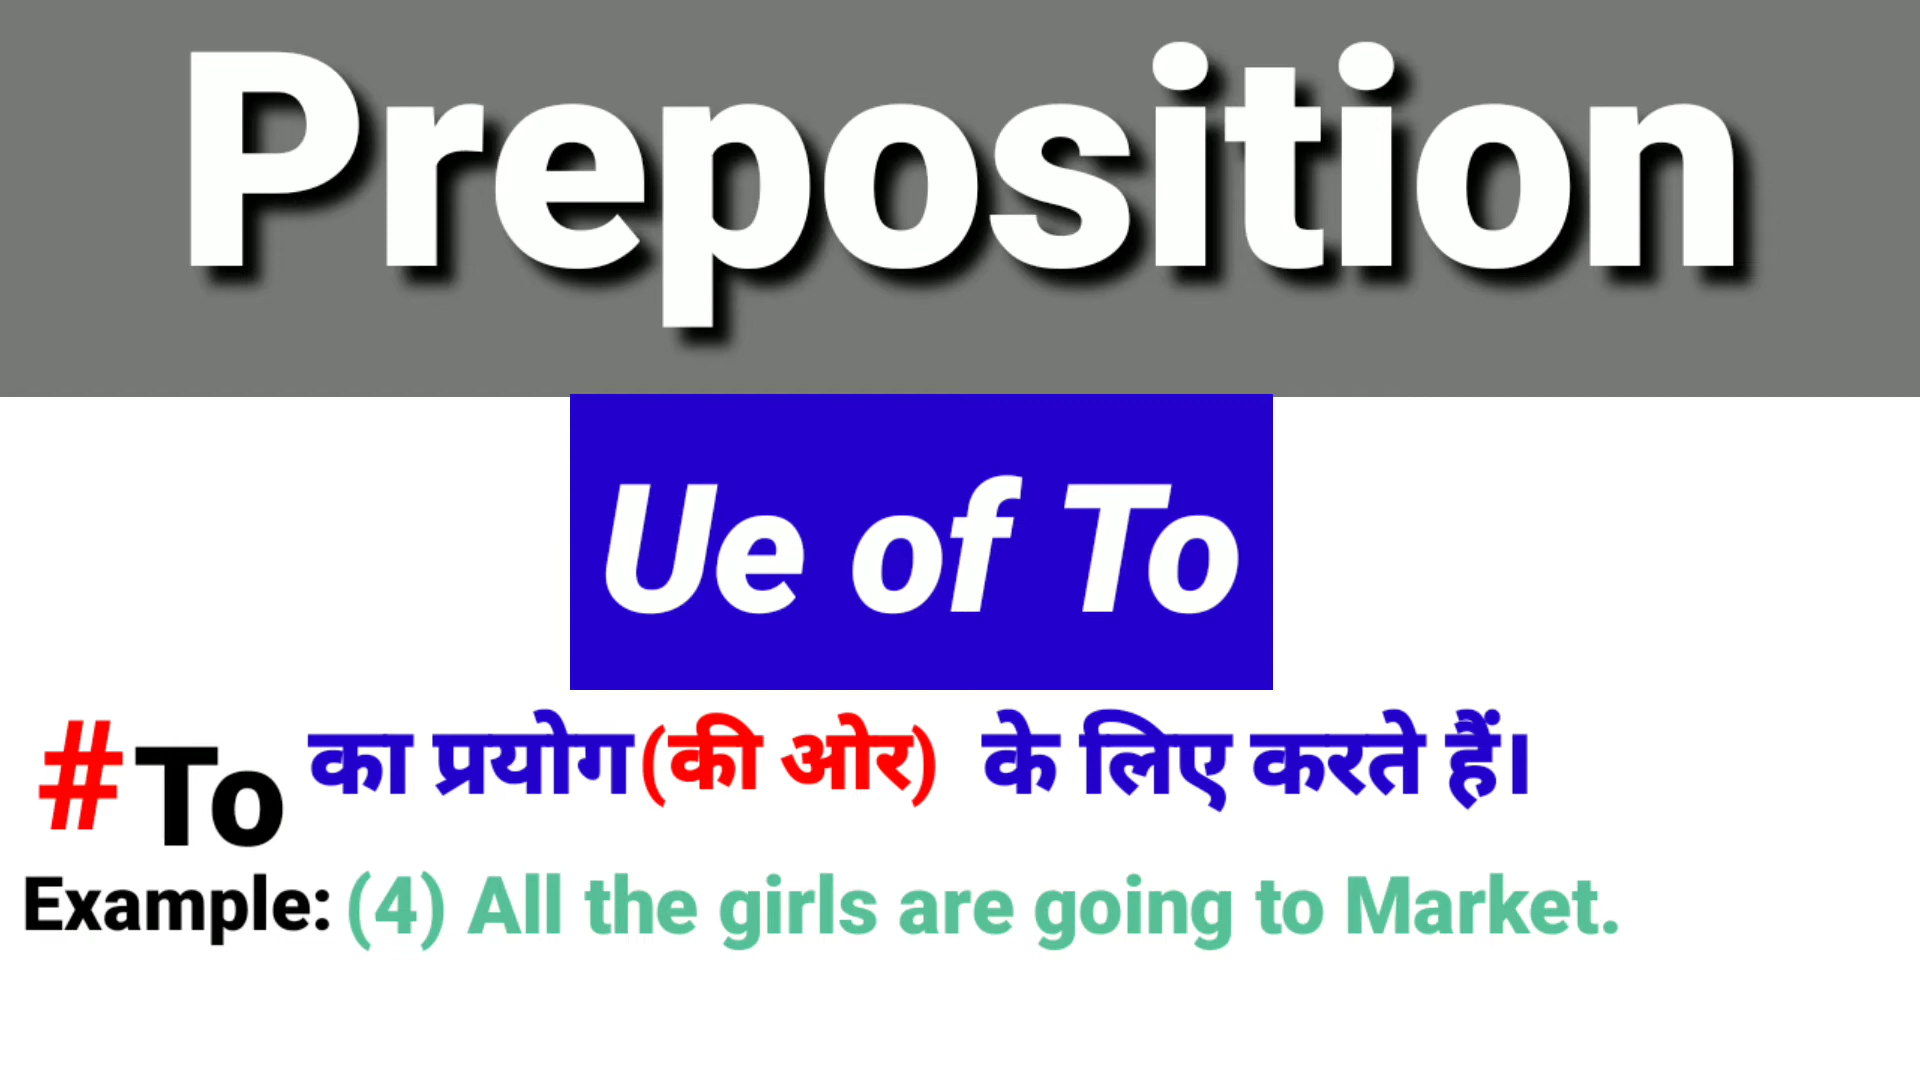 Preposition
Ue of To
#To का प्रयोग(की ओर) के लिए करते हैं।
Example: (4) All the girls are going to Market.